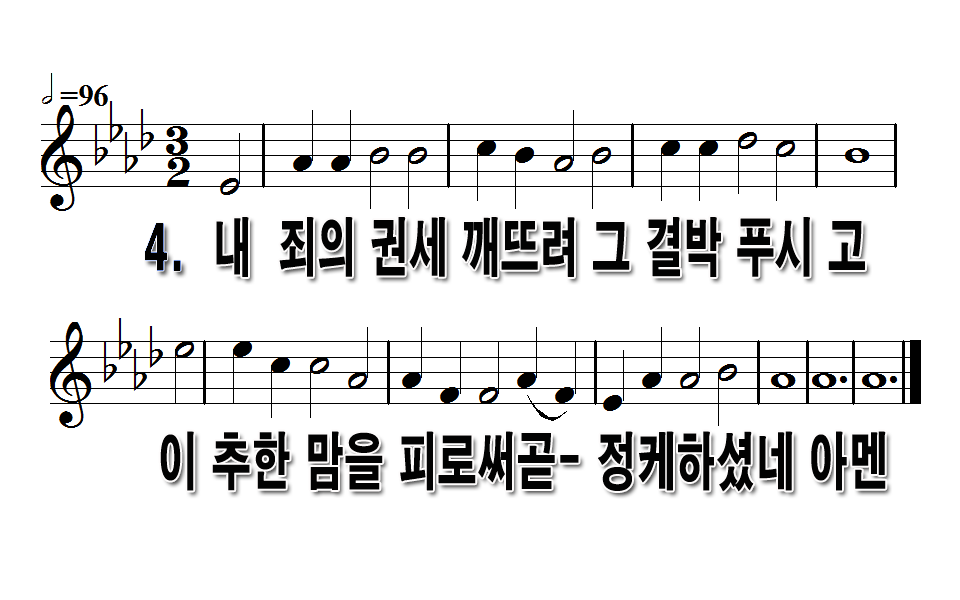 =96
3
2
4. 내 죄의 권세 깨뜨려 그 결박 푸시 고
이 추한 맘을 피로써곧- 정케하셨네 아멘